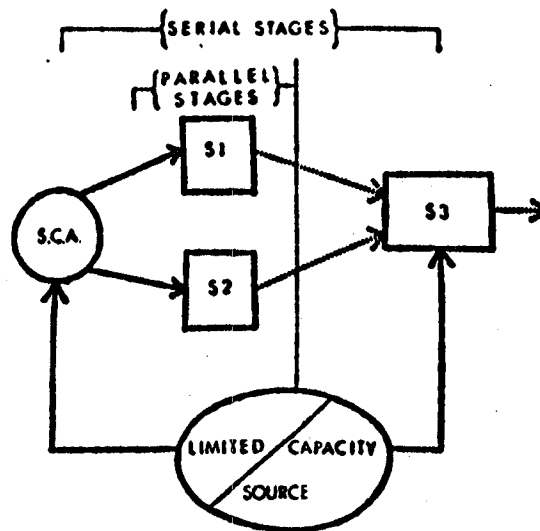 {SERIAL STAGES}
{PARALLEL
STAGES}
S1
S.C.A.
S3
S2
LIMITED CAPACITY
SOURCE